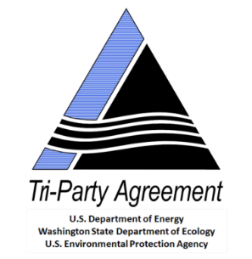 Tri-Party Agreement
U.S. Department of Energy
Washington State Department of Ecology
U.S. Environmental Protection Agency